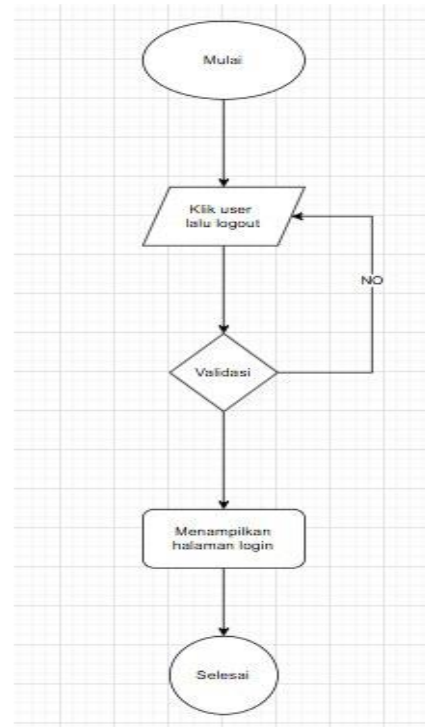 Mulai
Klik user
lalu logout
NO
Validasi
Menampilkan
halaman login
Selesai